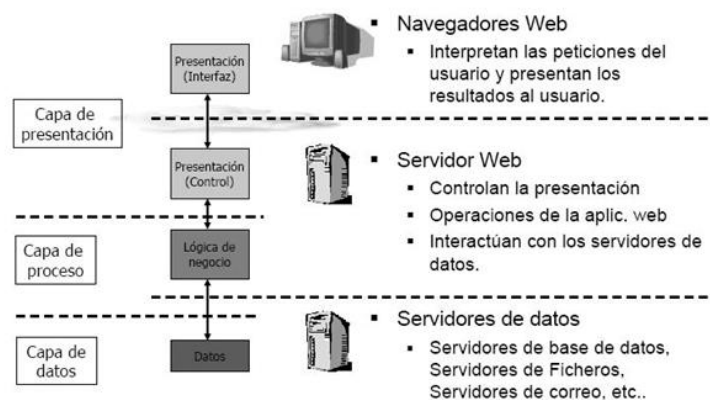 Capa de
presentación
Capa de
proceso
Capa de
datos
Presentación
(Interfaz)
Presentación
(Control)
Lógica de
negocio
Datos
▪ Navegadores Web
▪ Interpretan las peticiones del
usuario y presentan los
resultados al usuario.
▪ Servidor Web
▪ Controlan la presentación
▪ Operaciones de la aplic. web
▪ Interactúan con los servidores de
datos.
▪ Servidores de datos
▪ Servidores de base de datos,
Servidores de Ficheros,
Servidores de correo, etc..